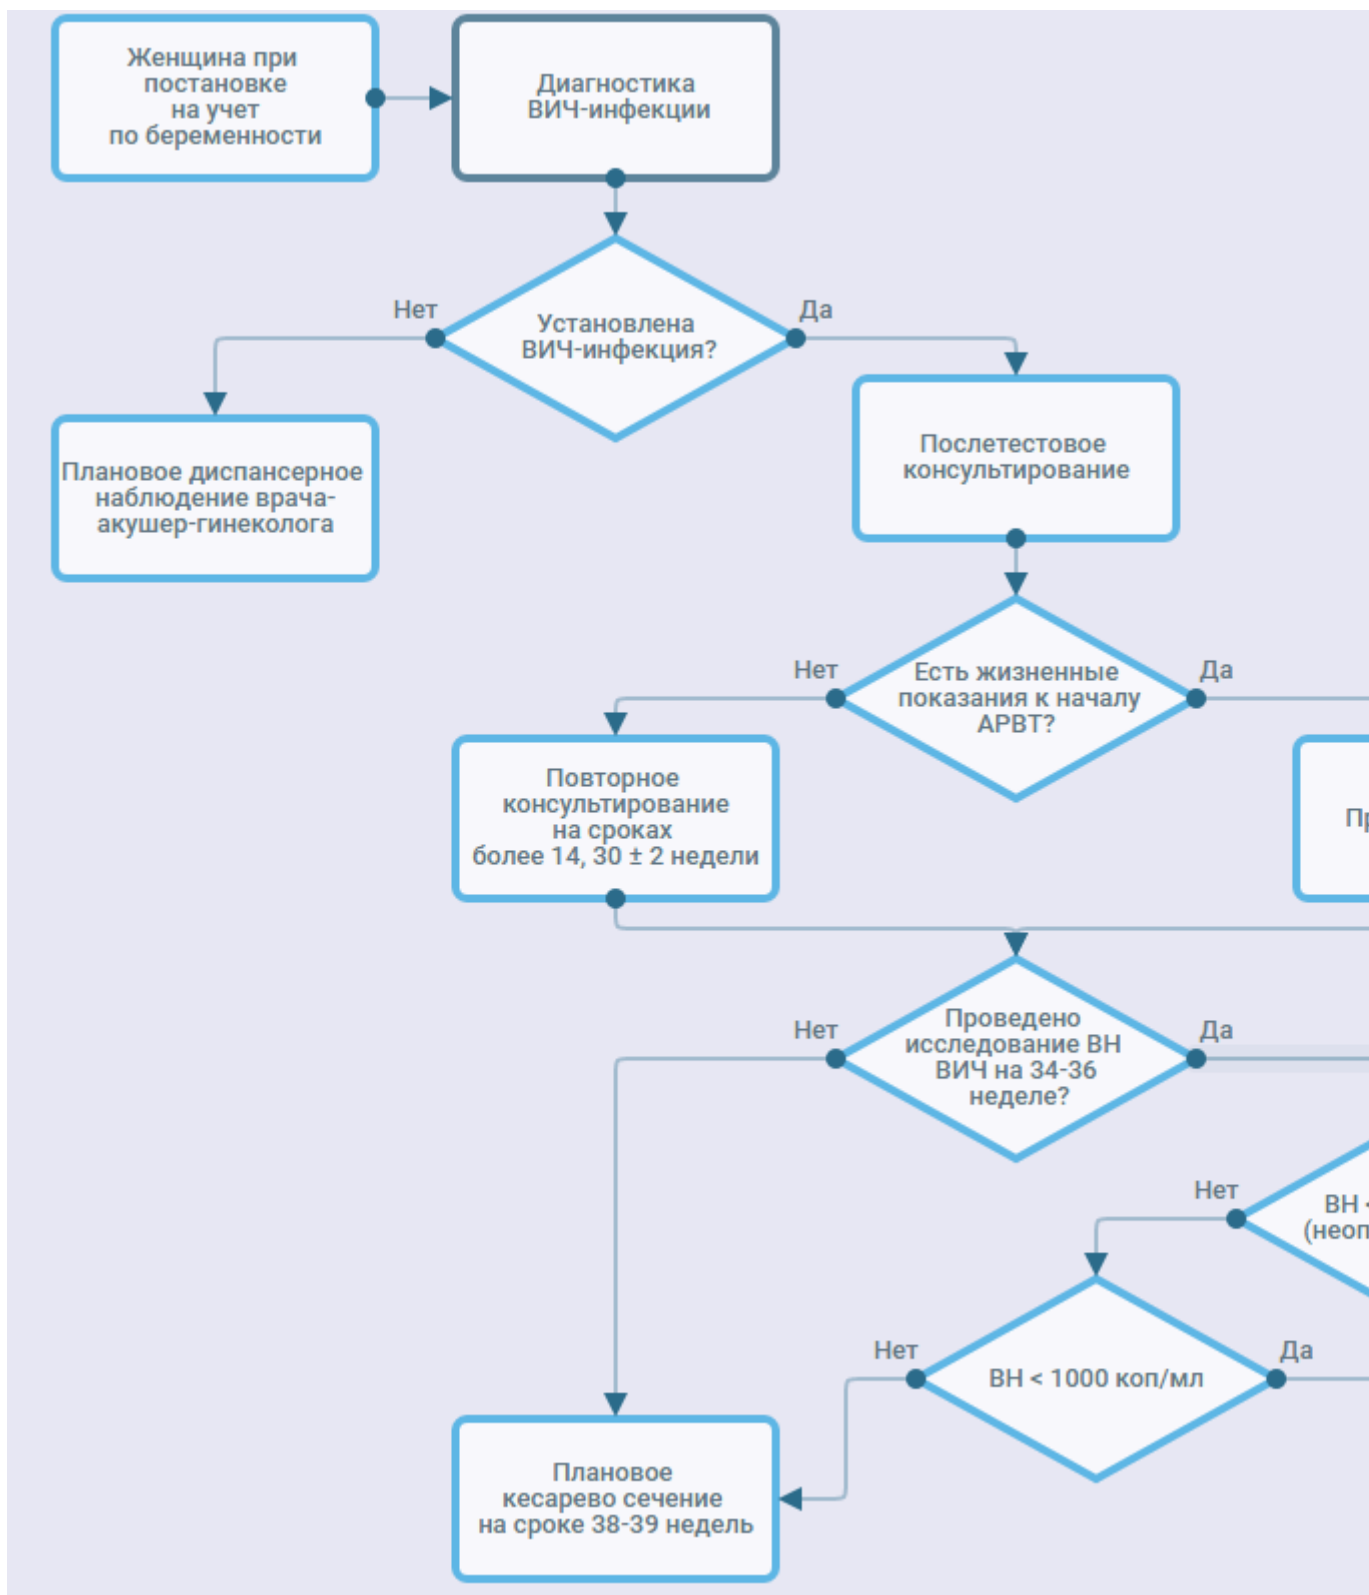 Женщина при
постановке
на учет
по беременности
Диагностика
ВИЧ-инфекции
Нет
Установлена
ВИЧ-инфекция?
Да
Плановое диспансерное
наблюдение врача-
акушер-гинеколога
Послетестовое
консультирование
Нет
Есть жизненные
показания к началу
АРВТ?
Да
Повторное
консультирование
на сроках
более 14, 30 ± 2 недели
Нет
Проведено
исследование ВН
ВИЧ на 34-36
неделе?
Да
Нет
ВН <
Нет
ВН < 1000 коп/мл
Да
Плановое
кесарево сечение
на сроке 38-39 недель